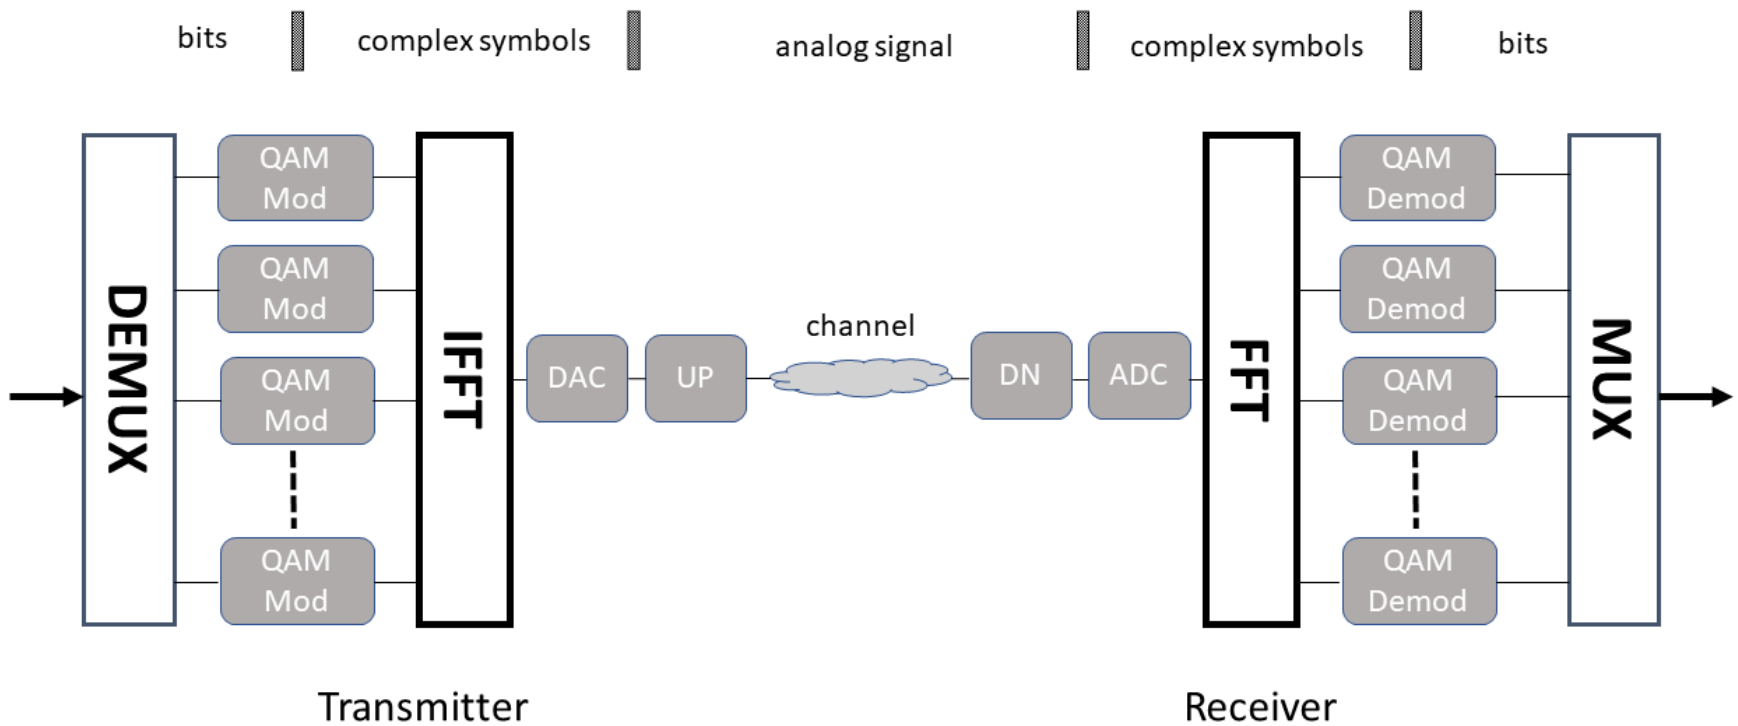 bits
complex symbols
analog signal
complex symbols
bits
DEMUX
QAM
Mod
QAM
Mod
QAM
Mod
QAM
Mod
IFFT
DAC
UP
channel
DN
ADC
FFT
QAM
Demod
QAM
Demod
QAM
Demod
QAM
Demod
MUX
Transmitter
Receiver